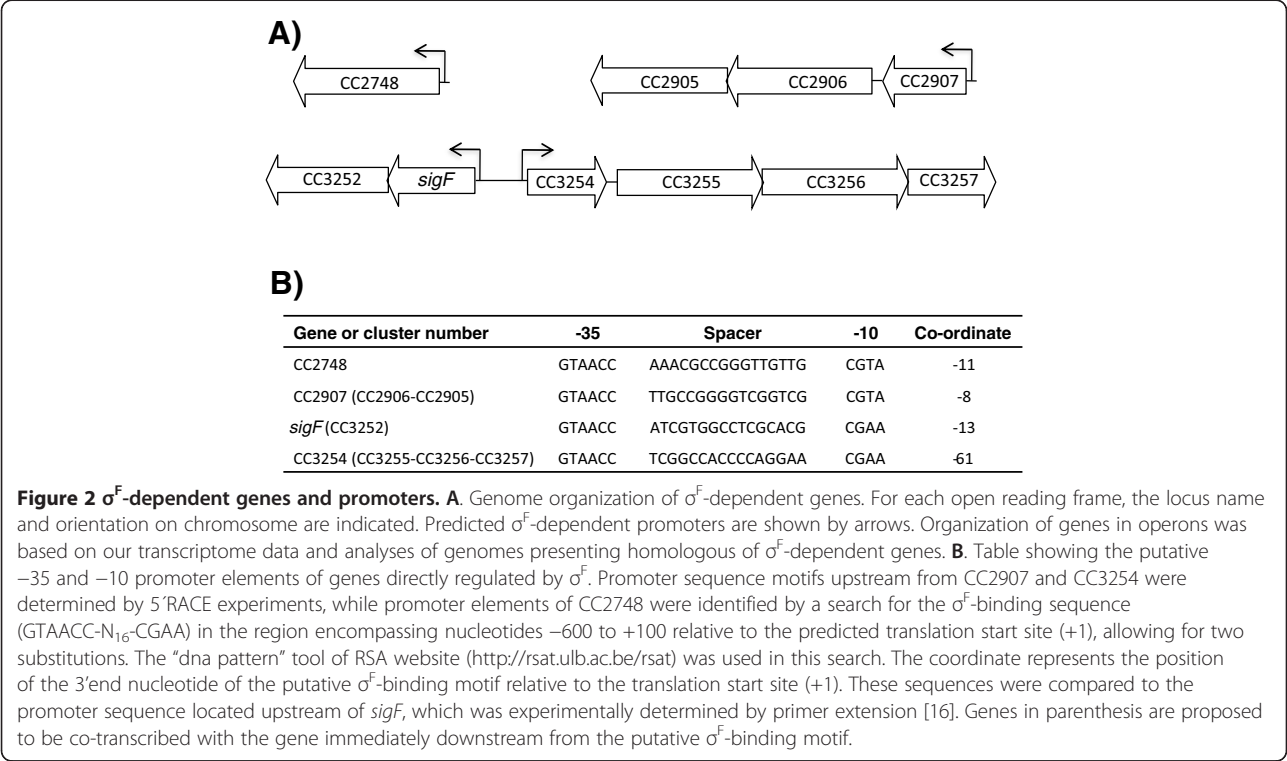 A)
CC2748
CC2905
CC2906
CC2907
CC3252
sigF
CC3254
CC3255
CC3256
CC3257
B)
Gene or cluster number -35 Spacer -10 Co-ordinate
CC2748 GTAACC AAACGCCGGGTTGTTG CGTA -11
CC2907 (CC2906-CC2905) GTAACC TTGCCGGGGTCGGTCG CGTA -8
sigF (CC3252) GTAACC ATCGTGGCCTCGCACG CGAA -13
CC3254 (CC3255-CC3256-CC3257) GTAACC TCGGCCACCCCAGGAA CGAA -61
Figure 2 σF-dependent genes and promoters. A. Genome organization of σF-dependent genes. For each open reading frame, the locus name
and orientation on chromosome are indicated. Predicted σF-dependent promoters are shown by arrows. Organization of genes in operons was
based on our transcriptome data and analyses of genomes presenting homologous of σF-dependent genes. B. Table showing the putative
−35 and −10 promoter elements of genes directly regulated by σF. Promoter sequence motifs upstream from CC2907 and CC3254 were
determined by 5´RACE experiments, while promoter elements of CC2748 were identified by a search for the σF-binding sequence
(GTAACC-N16-CGAA) in the region encompassing nucleotides −600 to +100 relative to the predicted translation start site (+1), allowing for two
substitutions. The “dna pattern” tool of RSA website (http://rsat.ulb.ac.be/rsat) was used in this search. The coordinate represents the position
of the 3’end nucleotide of the putative σF-binding motif relative to the translation start site (+1). These sequences were compared to the
promoter sequence located upstream of sigF, which was experimentally determined by primer extension [16]. Genes in parenthesis are proposed
to be co-transcribed with the gene immediately downstream from the putative σF-binding motif.